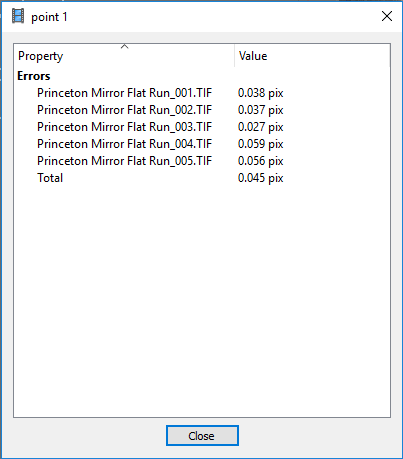 point 1
Property Value
Errors
Princeton Mirror Flat Run_001.TIF 0.038 pix
Princeton Mirror Flat Run_002.TIF 0.037 pix
Princeton Mirror Flat Run_003.TIF 0.027 pix
Princeton Mirror Flat Run_004.TIF 0.059 pix
Princeton Mirror Flat Run_005.TIF 0.056 pix
Total 0.045 pix
Close